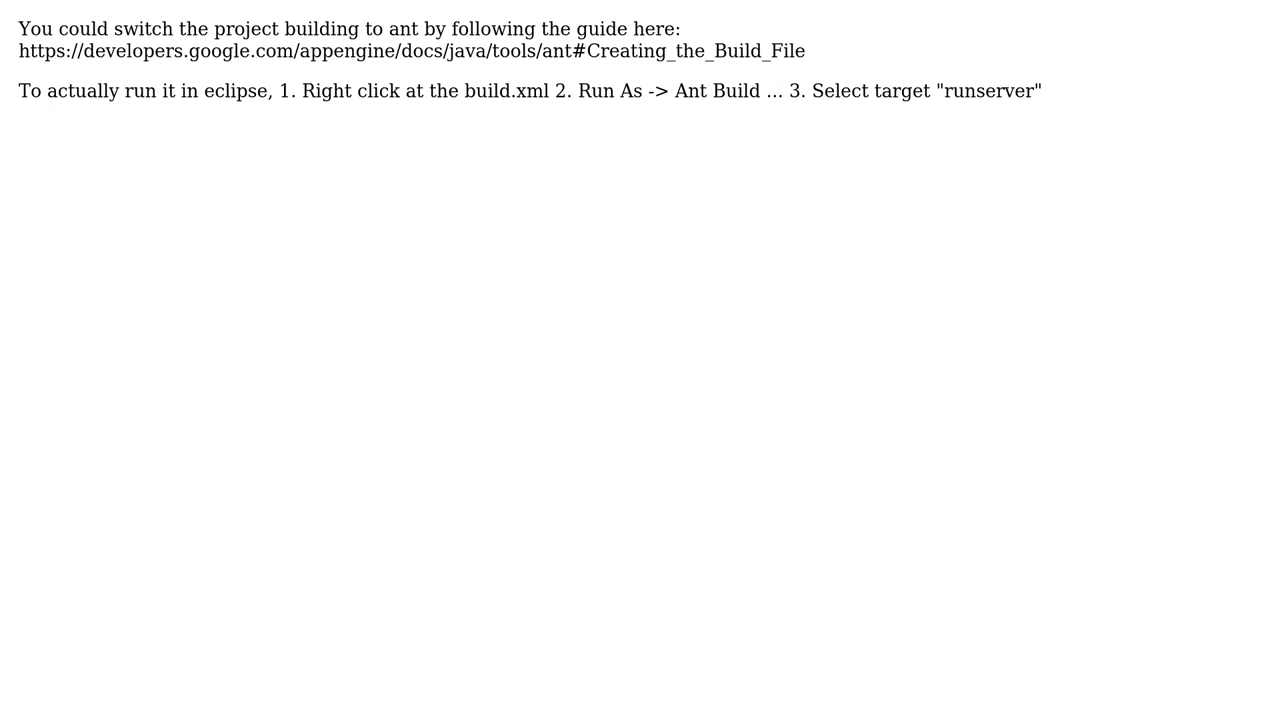 You could switch the project building to ant by following the guide here:
https://developers.google.com/appengine/docs/java/tools/ant#Creating_the_Build_File
To actually run it in eclipse, 1. Right click at the build.xml 2. Run As -> Ant Build ... 3. Select target "runserver"